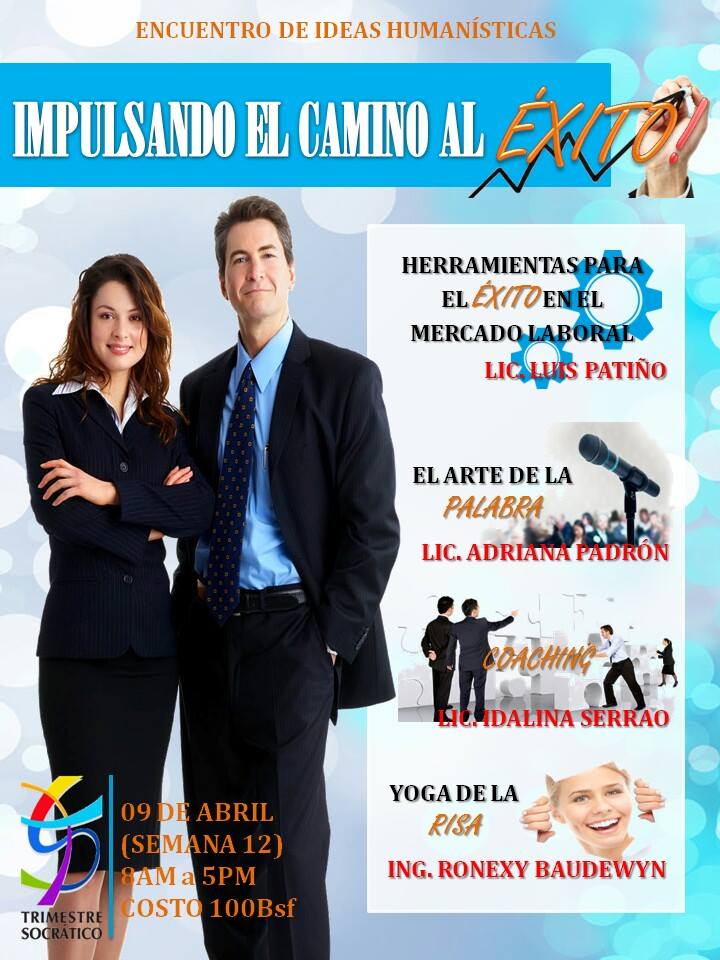 ENCUENTRO DE IDEAS HUMANÍSTICAS
IMPULSANDO EL CAMINO AL ÉXITO!
HERRAMIENTAS PARA
EL ÉXITO EN EL
MERCADO LABORAL
LIC. LUIS PATIÑO
EL ARTE DE LA
PALABRA
LIC. ADRIANA PADRÓN
COACHING
LIC. IDALINA SERRAO
YOGA DE LA
RISA
ING. RONEXY BAUDEWYN
09 DE ABRIL
(SEMANA 12)
8AM a 5PM
COSTO 100Bsf
TRIMESTRE
SOCRÁTICO